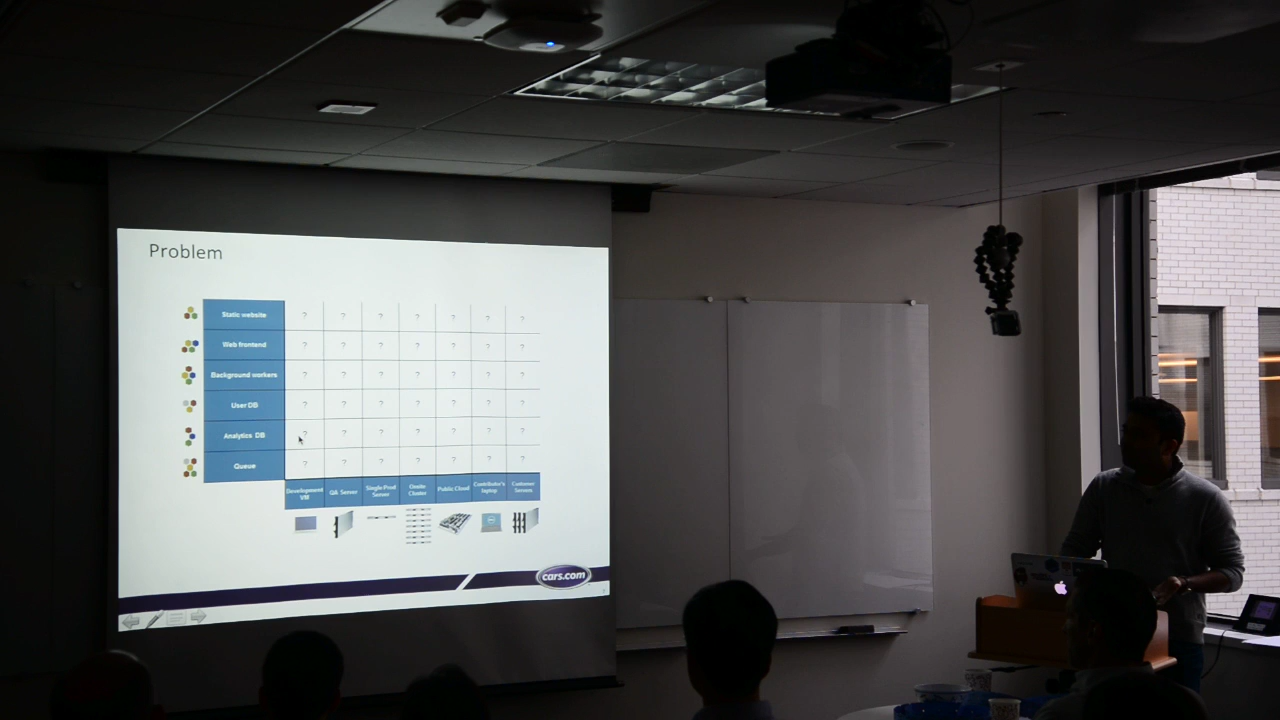 Problem
Static website ? ? ? ? ? ? ?
Web frontend ? ? ? ? ? ? ?
Background workers ? ? ? ? ? ? ?
User DB ? ? ? ? ? ? ?
Analytics DB ? ? ? ? ? ? ?
Queue ? ? ? ? ? ? ?
Development VM
QA Server
Single Prod Server
Onsite Cluster
Public Cloud
Contributor's laptop
Customer Servers
cars.com